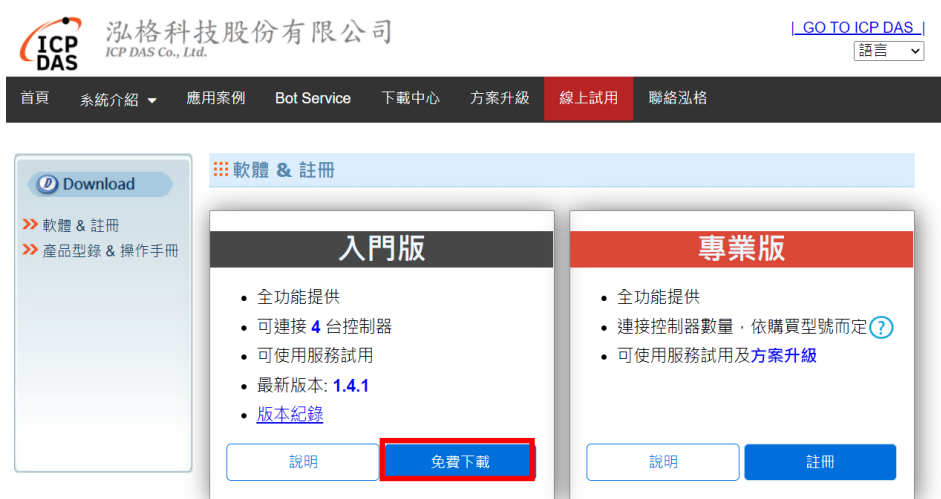 ICP
DAS
泓格科技股份有限公司
ICP DAS Co., Ltd.
| GO TO ICP DAS |
語言
首頁 系統介紹 應用案例 Bot Service 下載中心 方案升級 線上試用 聯絡泓格
Download
軟體 & 註冊
產品型錄 & 操作手冊
軟體 & 註冊
入門版
全功能提供
可連接 4 台控制器
可使用服務試用
最新版本: 1.4.1
版本紀錄
說明 免費下載
專業版
全功能提供
連接控制器數量，依購買型號而定 ?
可使用服務試用及方案升級
說明 註冊